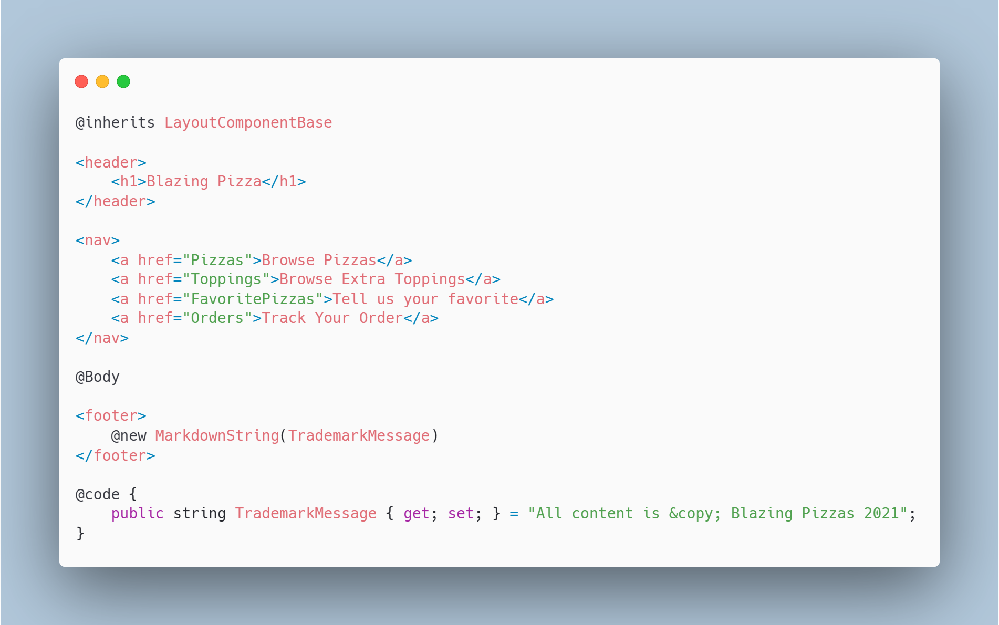 @inherits LayoutComponentBase

<header>
    <h1>Blazing Pizza</h1>
</header>

<nav>
    <a href="Pizzas">Browse Pizzas</a>
    <a href="Toppings">Browse Extra Toppings</a>
    <a href="FavoritePizzas">Tell us your favorite</a>
    <a href="Orders">Track Your Order</a>
</nav>

@Body

<footer>
    @new MarkdownString(TrademarkMessage)
</footer>

@code {
    public string TrademarkMessage { get; set; } = "All content is &copy; Blazing Pizzas 2021";
}